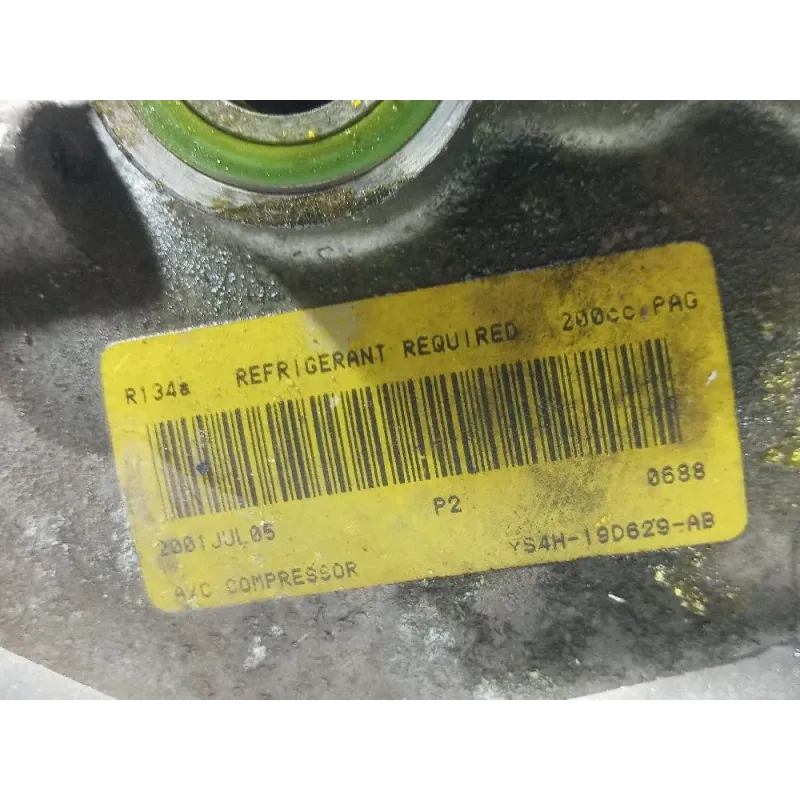 R134a REFRIGERANT REQUIRED 200cc PAG
2001JUL05 P2 0688
A/C COMPRESSOR YS4H-19D629-AB